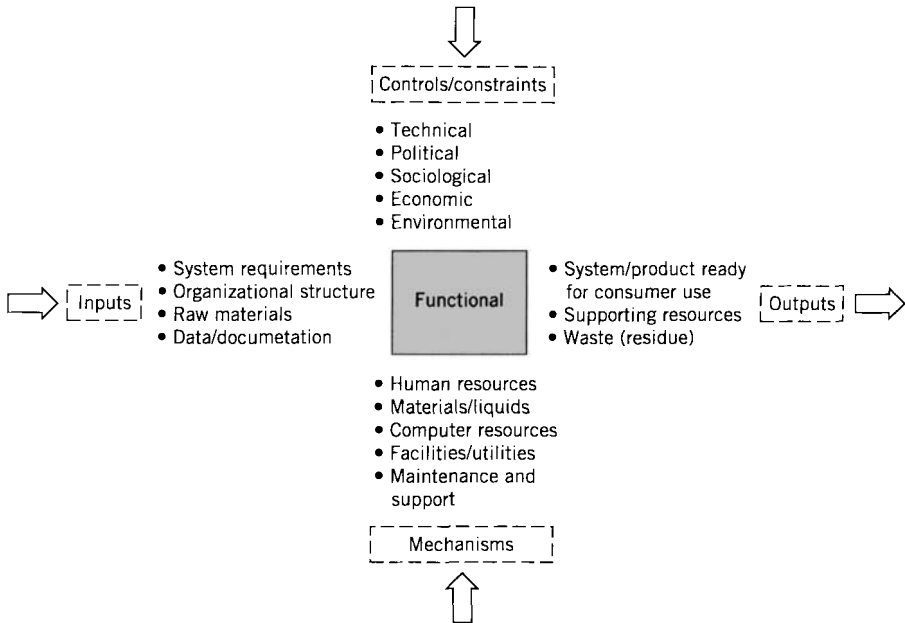 Controls/constraints
• Technical
• Political
• Sociological
• Economic
• Environmental
Inputs
• System requirements
• Organizational structure
• Raw materials
• Data/documetation
Functional
• System/product ready
for consumer use
• Supporting resources
• Waste (residue)
Outputs
• Human resources
• Materials/liquids
• Computer resources
• Facilities/utilities
• Maintenance and
support
Mechanisms